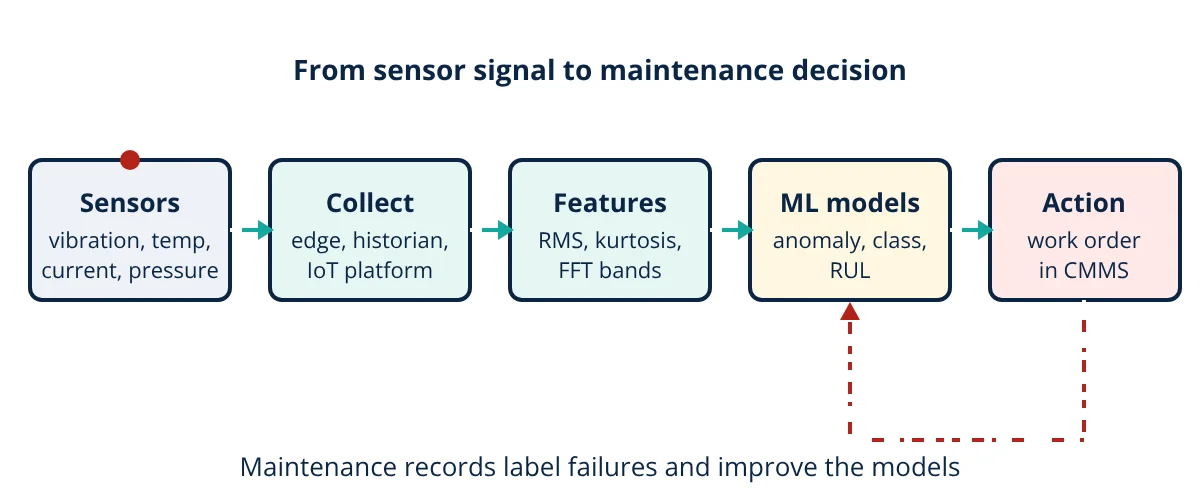 From sensor signal to maintenance decision
Sensors
vibration, temp,
current, pressure
Collect
edge, historian,
IoT platform
Features
RMS, kurtosis,
FFT bands
ML models
anomaly, class,
RUL
Action
work order
in CMMS
Maintenance records label failures and improve the models